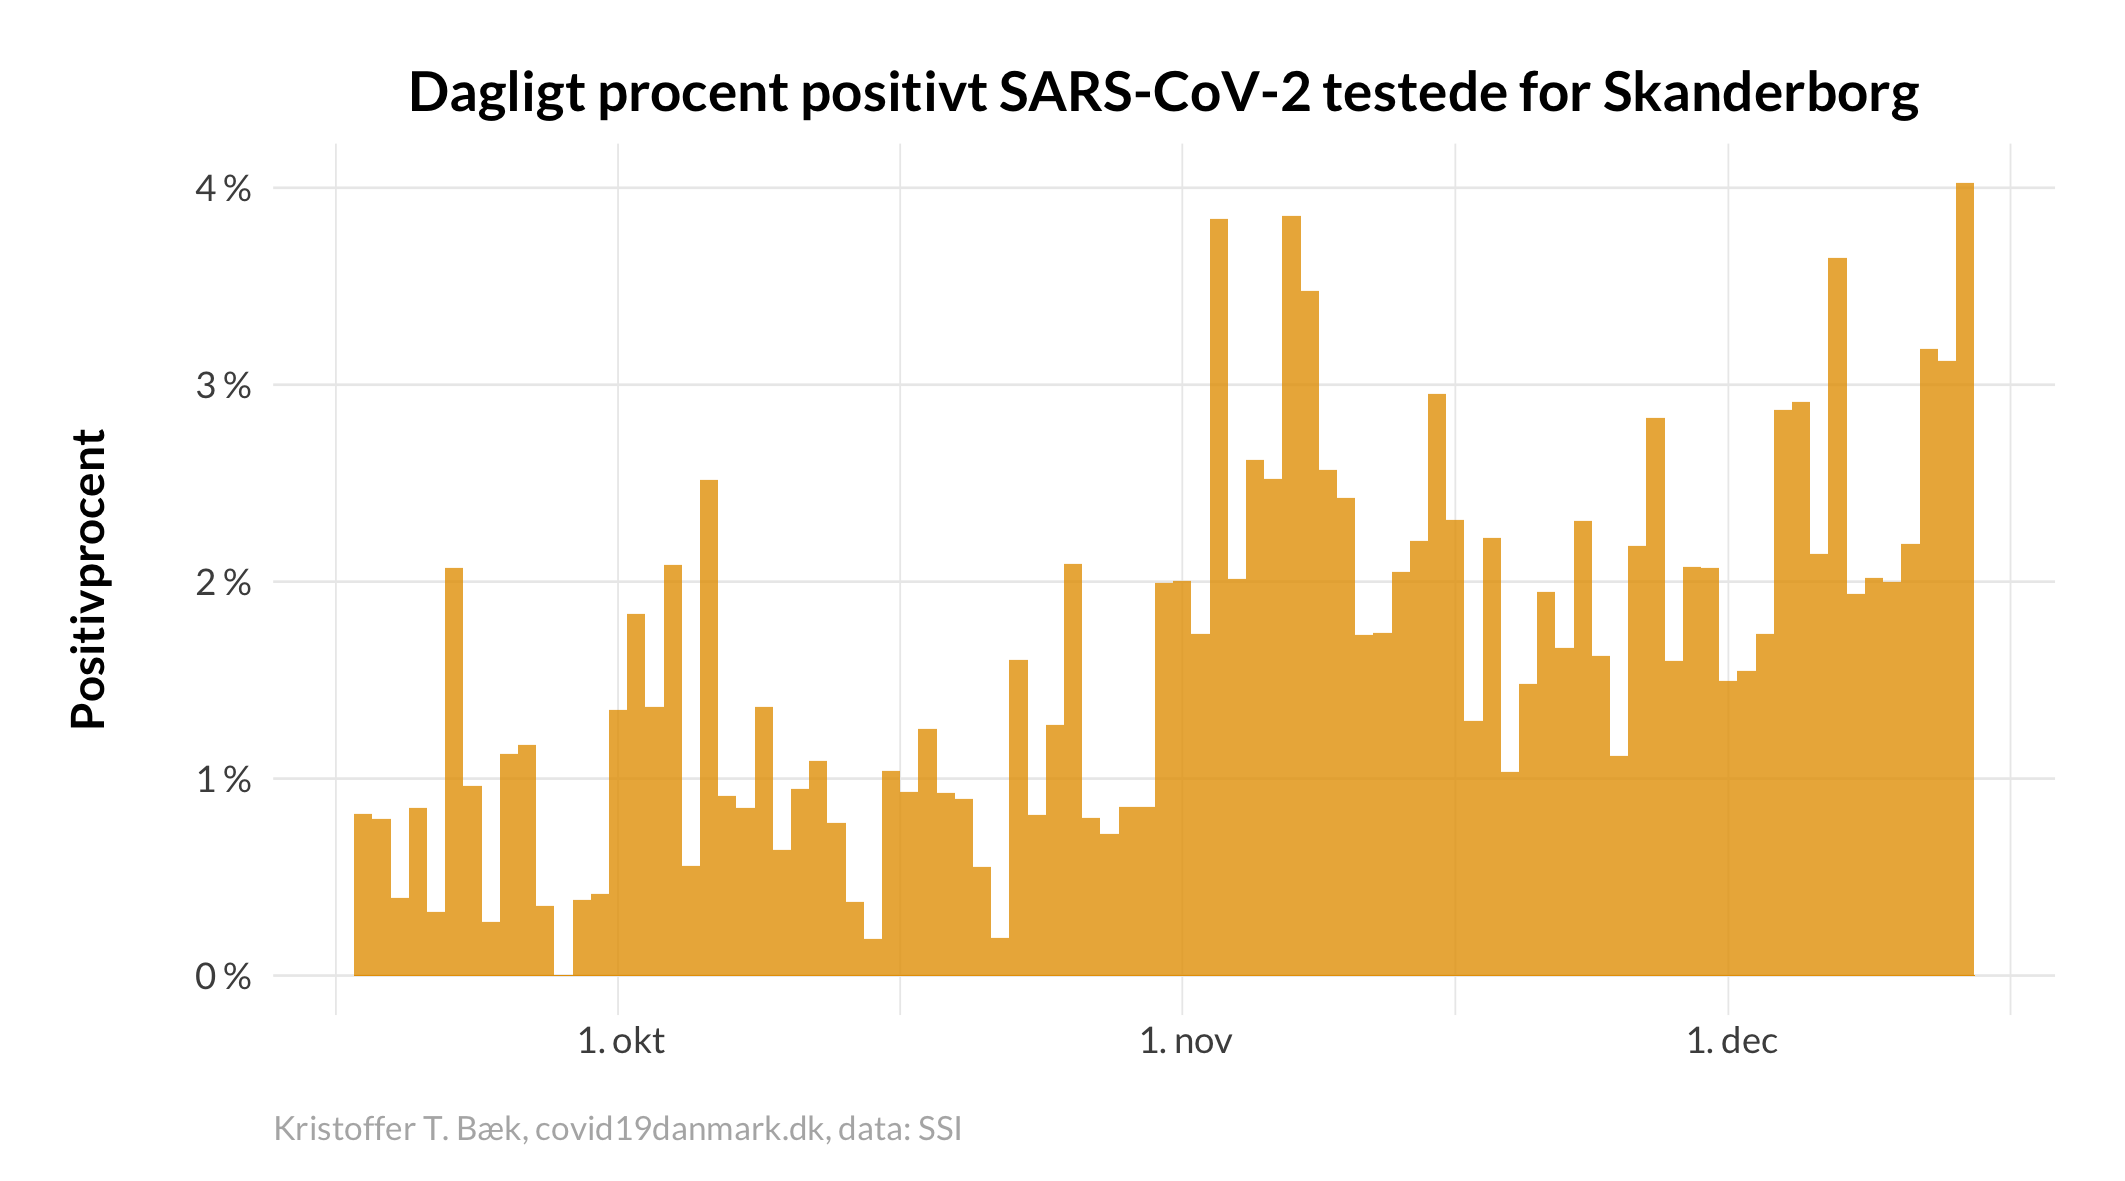 Dagligt procent positivt SARS-CoV-2 testede for Skanderborg
Positivprocent
4 %
3 %
2 %
1 %
0 %
1. okt
1. nov
1. dec
Kristoffer T. Bæk, covid19danmark.dk, data: SSI